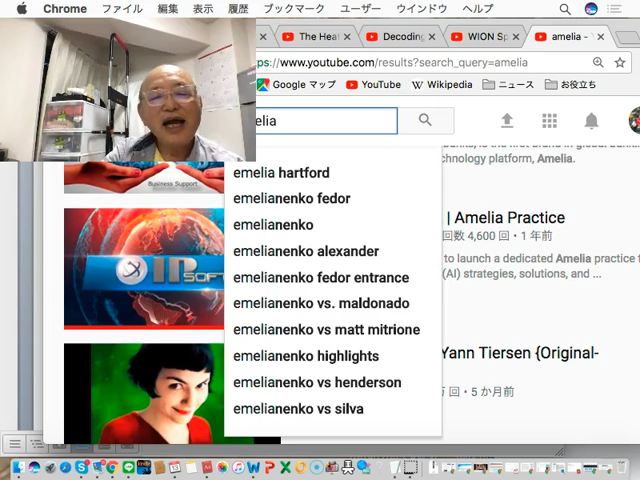 Chrome ファイル 編集 表示 履歴 ブックマーク ユーザー ウインドウ ヘルプ
The Hea
Decoding
WION Sp
amelia -
ps://www.youtube.com/results?search_query=amelia
Google マップ YouTube W Wikipedia ニュース お役立ち
elia
chnology platform, Amelia.
Business Support
emelia hartford
emelianenko fedor
emelianenko
emelianenko alexander
emelianenko fedor entrance
emelianenko vs. maldonado
emelianenko vs matt mitrione
emelianenko highlights
emelianenko vs henderson
emelianenko vs silva
| Amelia Practice
回数 4,600 回・1 年前
to launch a dedicated Amelia practice f
(AI) strategies, solutions, and ...
IPSOFT
Yann Tiersen {Original-
回・5 か月前